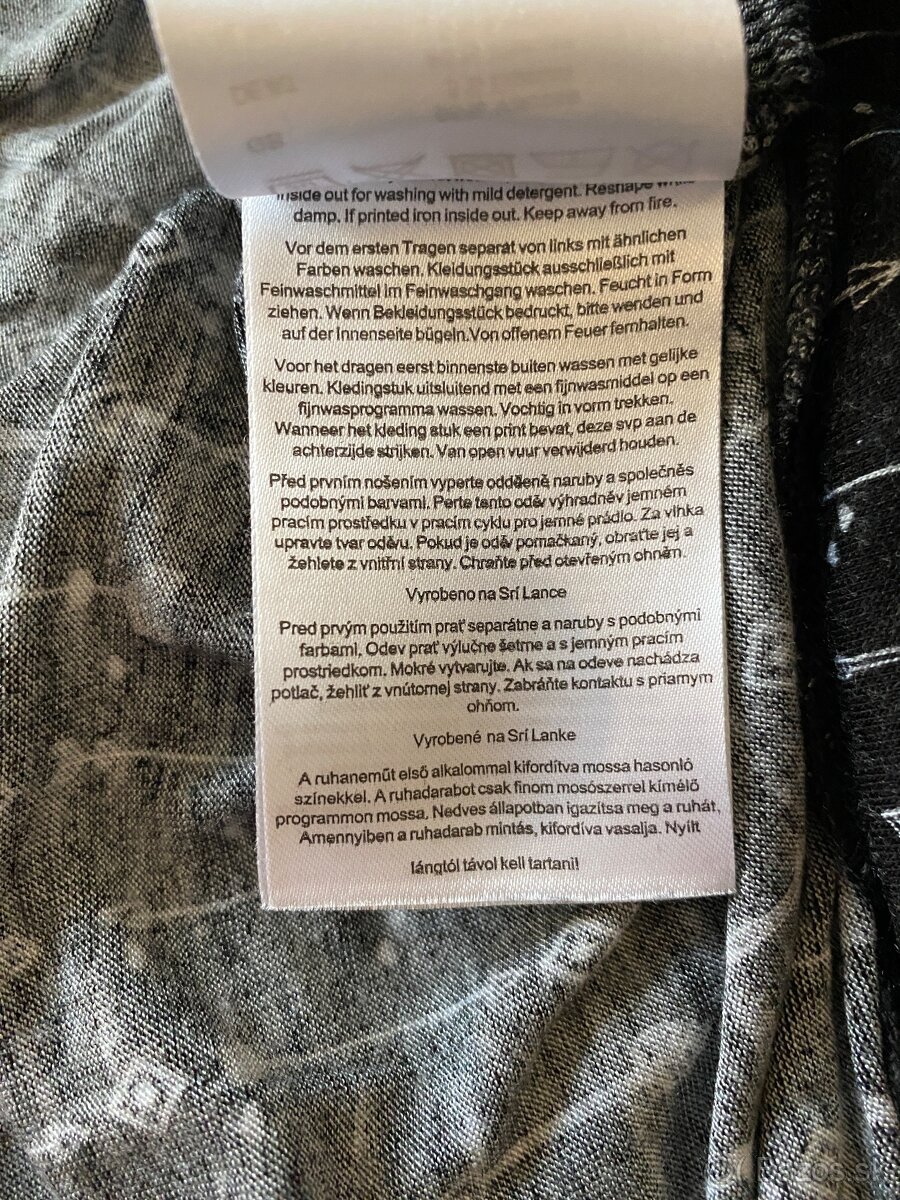 inside out for washing with mild detergent. Reshape while
damp. If printed iron inside out. Keep away from fire.
Vor dem ersten Tragen separat von links mit ähnlichen
Farben waschen. Kleidungsstück ausschließlich mit
Feinwaschmittel im Feinwaschgang waschen. Feucht in Form
ziehen. Wenn Bekleidungsstück bedruckt, bitte wenden und
auf der Innenseite bügeln.Von offenem Feuer fernhalten.
Voor het dragen eerst binnenste buiten wassen met gelijke
kleuren. Kledingstuk uitsluitend met een fijnwasmiddel op een
fijnwasprogramma wassen. Vochtig in vorm trekken.
Wanneer het kleding stuk een print bevat, deze svp aan de
achterzijde strijken. Van open vuur verwijderd houden.
Před prvním nošením vyperte odděleně naruby a společněs
podobnými barvami. Perte tento oděv výhradněv jemném
pracím prostředku v pracím cyklu pro jemné prádlo. Za vlhka
upravte tvar oděvu. Pokud je oděv pomačkaný, obraťte jej a
žehlete z vnitřní strany. Chraňte před otevřeným ohněm.
Vyrobeno na Srí Lance
Pred prvým použitím prať separátne a naruby s podobnými
farbami. Odev prať výlučne šetrne a s jemným pracím
prostriedkom. Mokré vytvarujte. Ak sa na odeve nachádza
potlač, žehliť z vnútornej strany. Zabráňte kontaktu s priamym
ohňom.
Vyrobené na Srí Lanke
A ruhaneműt első alkalommal kifordítva mossa hasonló
színekkel. A ruhadarabot csak finom mosószerrel kímélő
programmon mossa. Nedves állapotban igazítsa meg a ruhát.
Amennyiben a ruhadarab mintás, kifordíva vasalja. Nyílt
lángtól távol kell tartani!